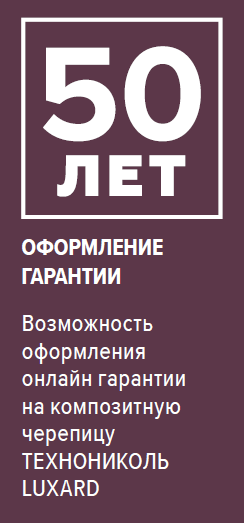 50
ЛЕТ
ОФОРМЛЕНИЕ
ГАРАНТИИ
Возможность
оформления
онлайн гарантии
на композитную
черепицу
ТЕХНОНИКОЛЬ
LUXARD